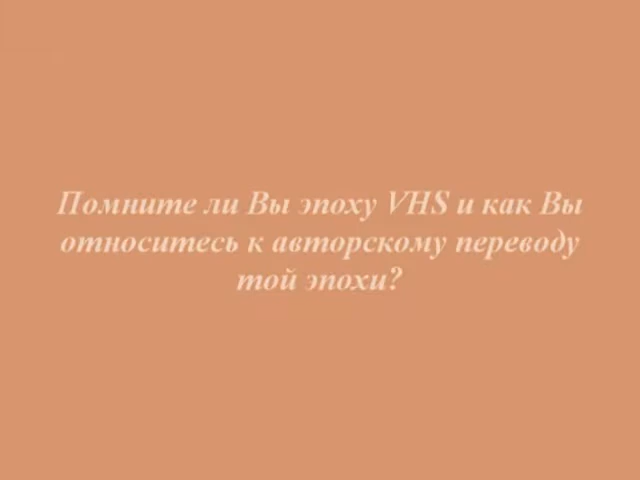 Помните ли Вы эпоху VHS и как Вы
относитесь к авторскому переводу
той эпохи?